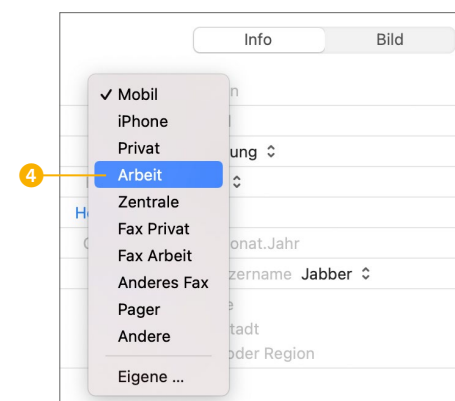 Info Bild
✓ Mobil
iPhone
Privat
ung
4 Arbeit
Zentrale
Fax Privat
onat.Jahr
Fax Arbeit
zername Jabber
Anderes Fax
Pager
tadt
Andere
oder Region
Eigene ...